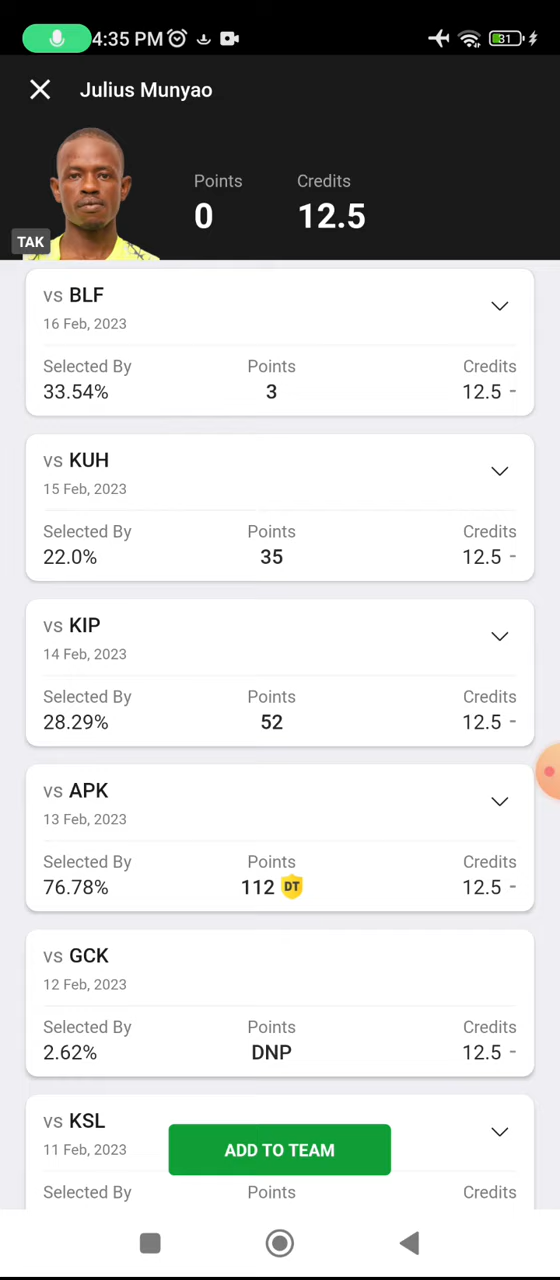 4:35 PM
31
Julius Munyao
Points
Credits
0
12.5
TAK
vs BLF
16 Feb, 2023
Selected By
Points
Credits
33.54%
3
12.5 -
vs KUH
15 Feb, 2023
Selected By
Points
Credits
22.0%
35
12.5 -
vs KIP
14 Feb, 2023
Selected By
Points
Credits
28.29%
52
12.5 -
vs APK
13 Feb, 2023
Selected By
Points
Credits
76.78%
112 DT
12.5 -
vs GCK
12 Feb, 2023
Selected By
Points
Credits
2.62%
DNP
12.5 -
vs KSL
11 Feb, 2023
ADD TO TEAM
Selected By
Points
Credits